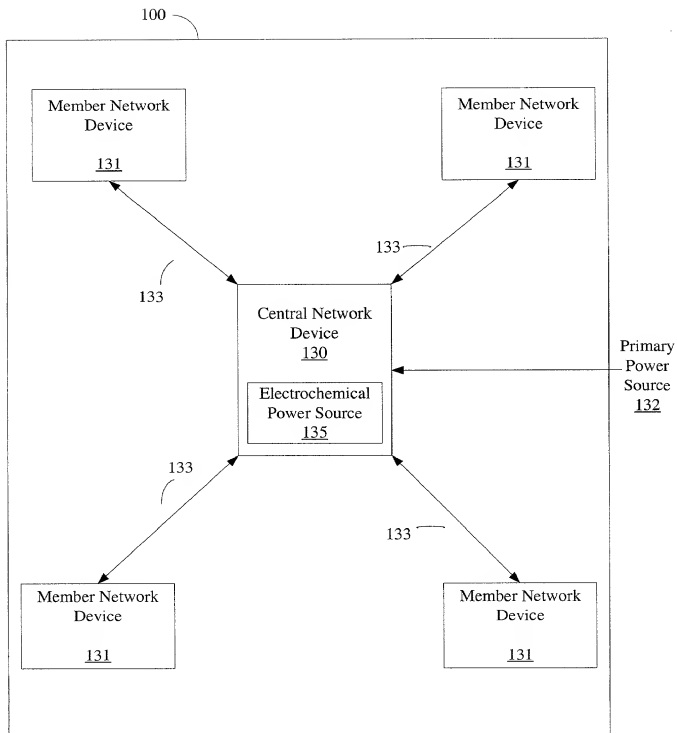 100
Member Network
Device
131
Member Network
Device
131
133
133
Central Network
Device
130
Electrochemical
Power Source
135
Primary
Power
Source
132
133
133
Member Network
Device
131
Member Network
Device
131